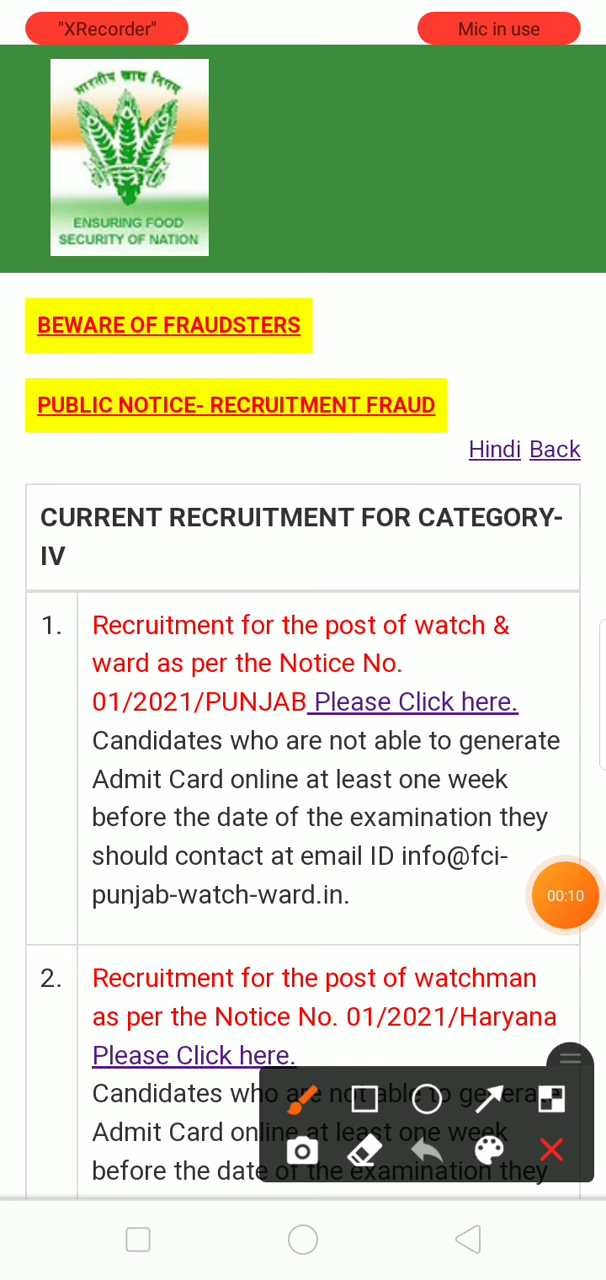 "XRecorder"
Mic in use
भारतीय खाद्य निगम
ENSURING FOOD
SECURITY OF NATION
BEWARE OF FRAUDSTERS
PUBLIC NOTICE- RECRUITMENT FRAUD
Hindi Back
CURRENT RECRUITMENT FOR CATEGORY-
IV
1. Recruitment for the post of watch &
ward as per the Notice No.
01/2021/PUNJAB Please Click here.
Candidates who are not able to generate
Admit Card online at least one week
before the date of the examination they
should contact at email ID info@fci-
punjab-watch-ward.in.
00:10
2. Recruitment for the post of watchman
as per the Notice No. 01/2021/Haryana
Please Click here.
Candidates who are not able to genera
Admit Card online at least one week
before the date of the examination they